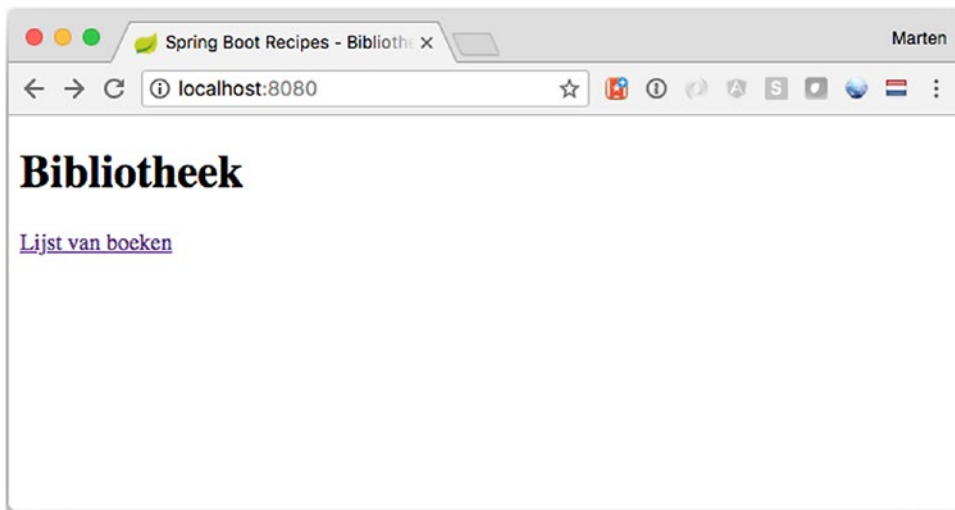 Spring Boot Recipes - Biblioth
Marten
localhost:8080
Bibliotheek
Lijst van boeken